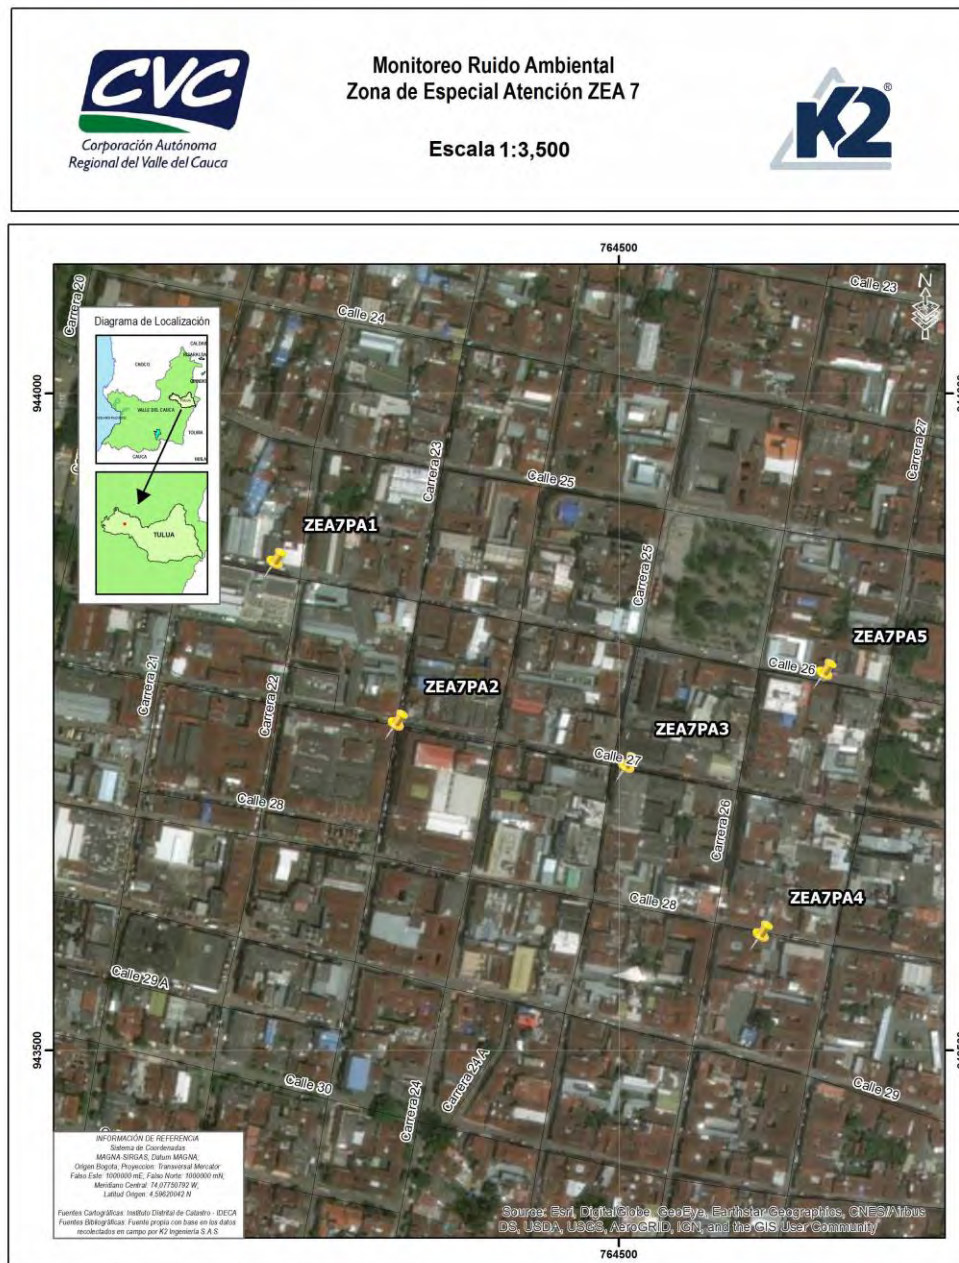 CVC
Corporación Autónoma
Regional del Valle del Cauca
Monitoreo Ruido Ambiental
Zona de Especial Atención ZEA 7
Escala 1:3,500
K2
®
764500
Carrera 20
Calle 23
Calle 24
N
Diagrama de Localización
CHOCO
VALLE DEL CAUCA
TOLIMA
CAUCA
HUILA
TULUA
944000
Carrera 27
Carrera 23
Calle 25
ZEA7PA1
Carrera 25
ZEA7PA5
Calle 26
Carrera 21
Carrera 22
ZEA7PA2
ZEA7PA3
Calle 27
Calle 28
Carrera 26
Calle 28
ZEA7PA4
Calle 29 A
943500
Calle 30
Carrera 24
Carrera 24 A
Calle 29
INFORMACIÓN DE REFERENCIA
Sistema de Coordenadas
MAGNA-SIRGAS, Datum MAGNA,
Origen Bogota, Proyeccion: Transversal Mercator
Falso Este: 1000000 mE, Falso Norte: 1000000 mN,
Meridiano Central: 74,07750792 W,
Latitud Origen: 4,59620042 N
Fuentes Cartográficas: Instituto Distrital de Catastro - IDECA
Fuentes Bibliográficas: Fuente propia con base en los datos
recolectados en campo por K2 Ingeniería S.A.S
Source: Esri, DigitalGlobe, GeoEye, Earthstar Geographics, CNES/Airbus
DS, USDA, USGS, AeroGRID, IGN, and the GIS User Community
764500